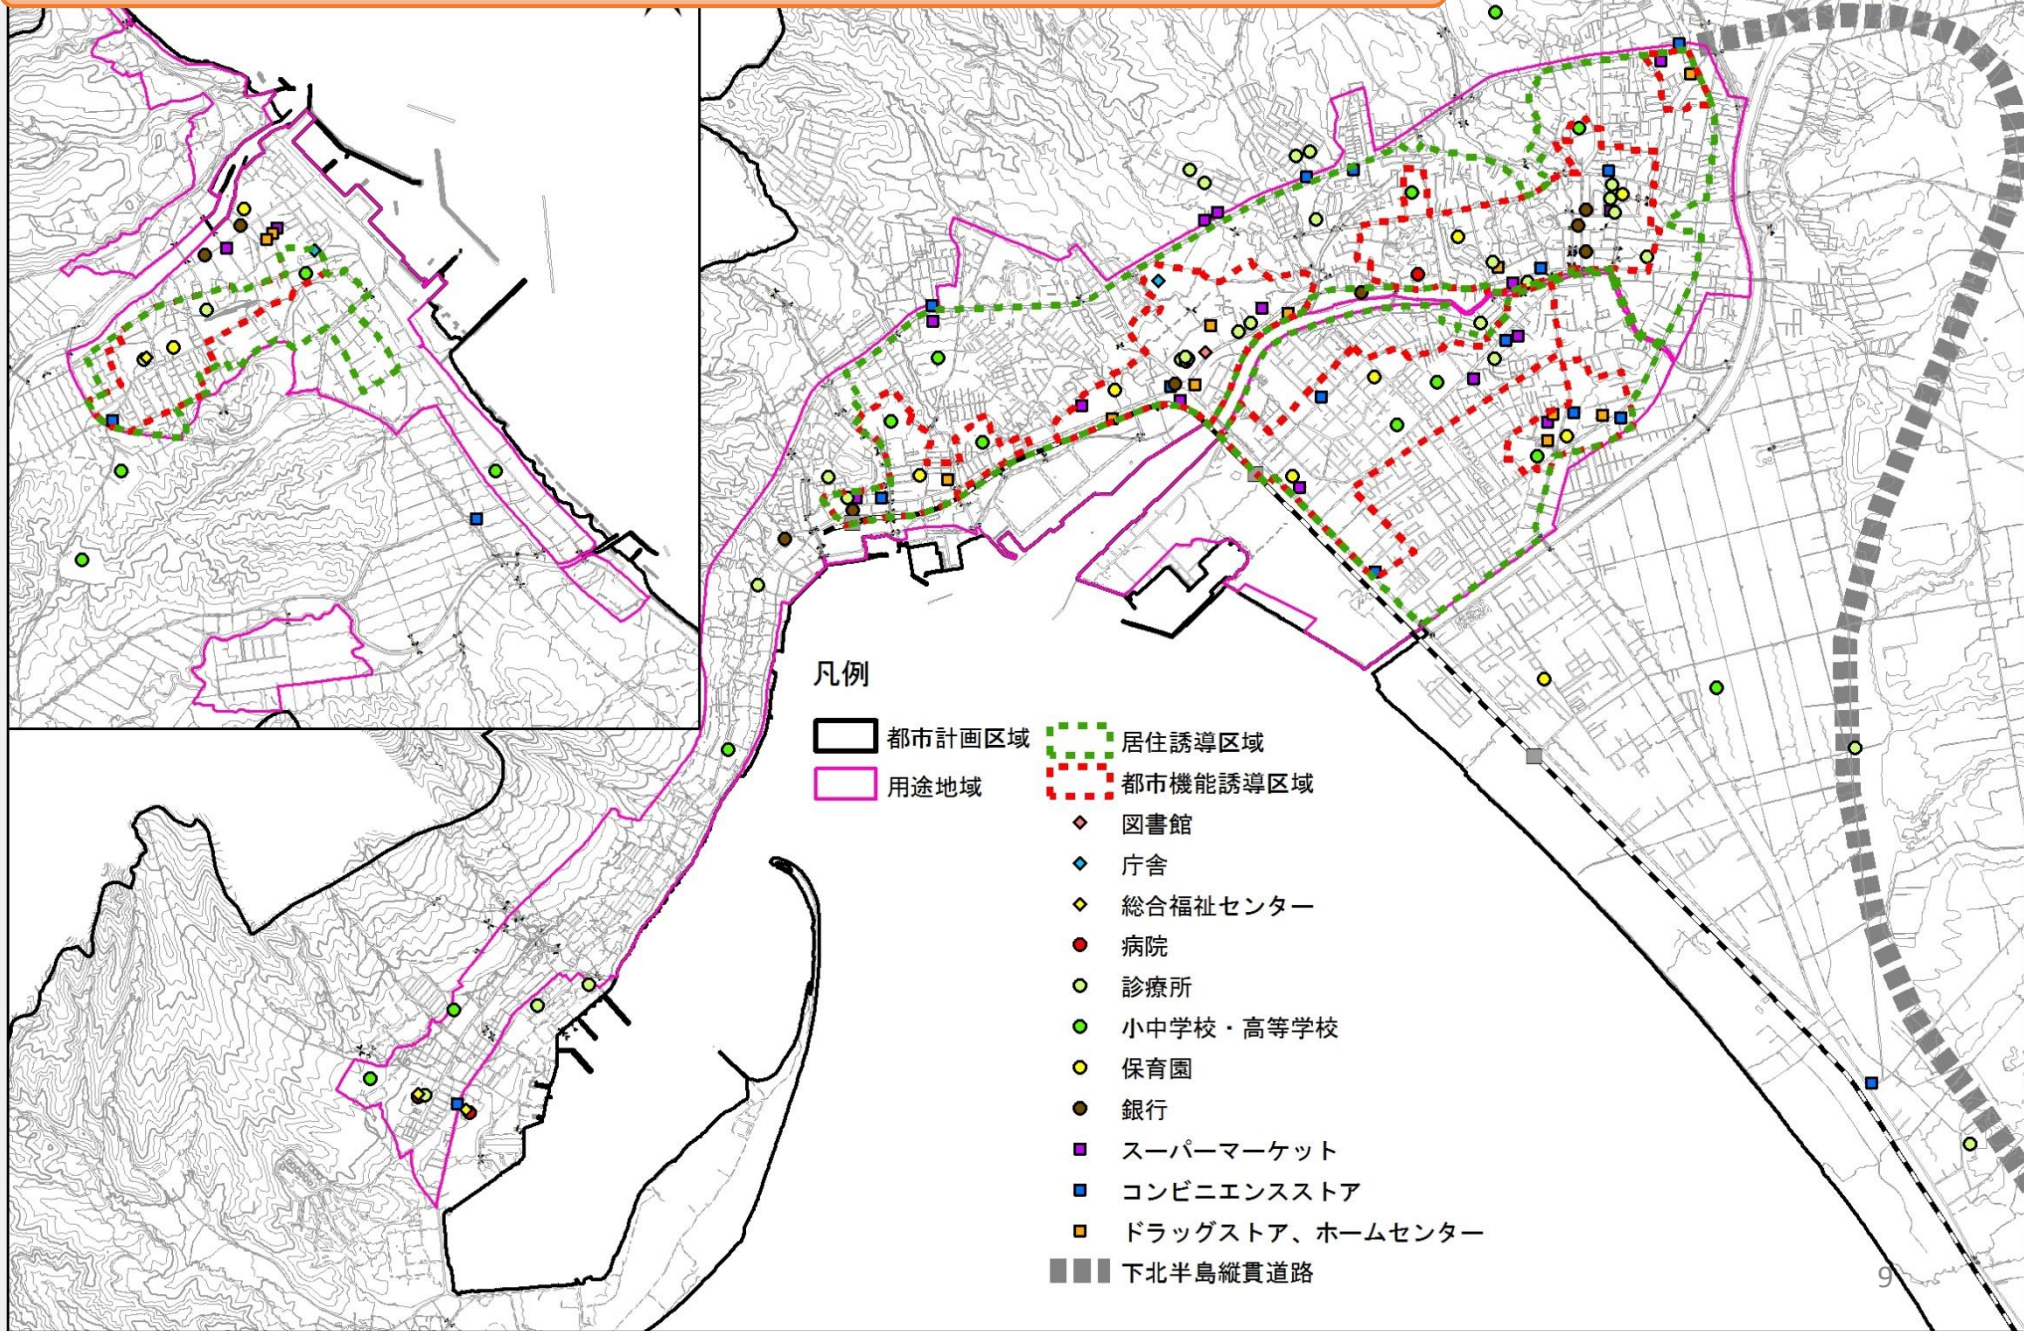 凡例
都市計画区域
用途地域
居住誘導区域
都市機能誘導区域
図書館
庁舎
総合福祉センター
病院
診療所
小中学校・高等学校
保育園
銀行
スーパーマーケット
コンビニエンスストア
ドラッグストア、ホームセンター
下北半島縦貫道路
9